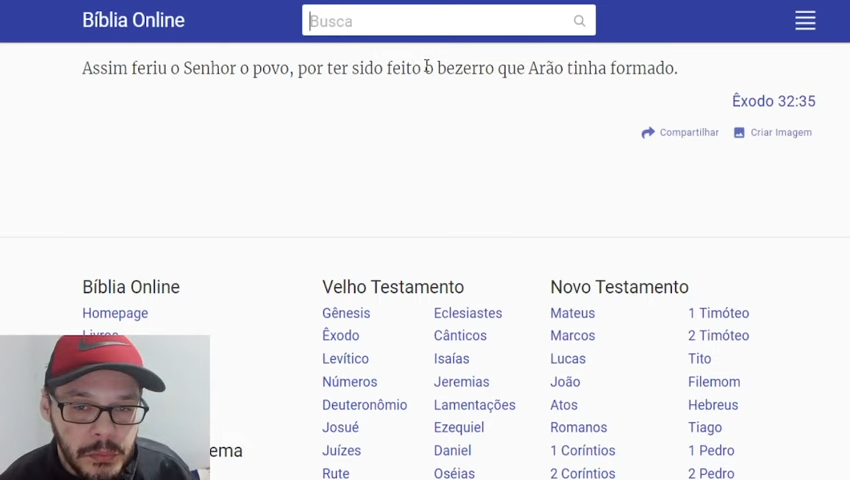 Bíblia Online
Busca
Assim feriu o Senhor o povo, por ter sido feito o bezerro que Arão tinha formado.
Êxodo 32:35
Compartilhar
Criar Imagem
Bíblia Online
Homepage
Livros
ema
Velho Testamento
Gênesis
Êxodo
Levítico
Números
Deuteronômio
Josué
Juízes
Rute
Eclesiastes
Cânticos
Isaías
Jeremias
Lamentações
Ezequiel
Daniel
Oséias
Novo Testamento
Mateus
Marcos
Lucas
João
Atos
Romanos
1 Coríntios
2 Coríntios
1 Timóteo
2 Timóteo
Tito
Filemom
Hebreus
Tiago
1 Pedro
2 Pedro